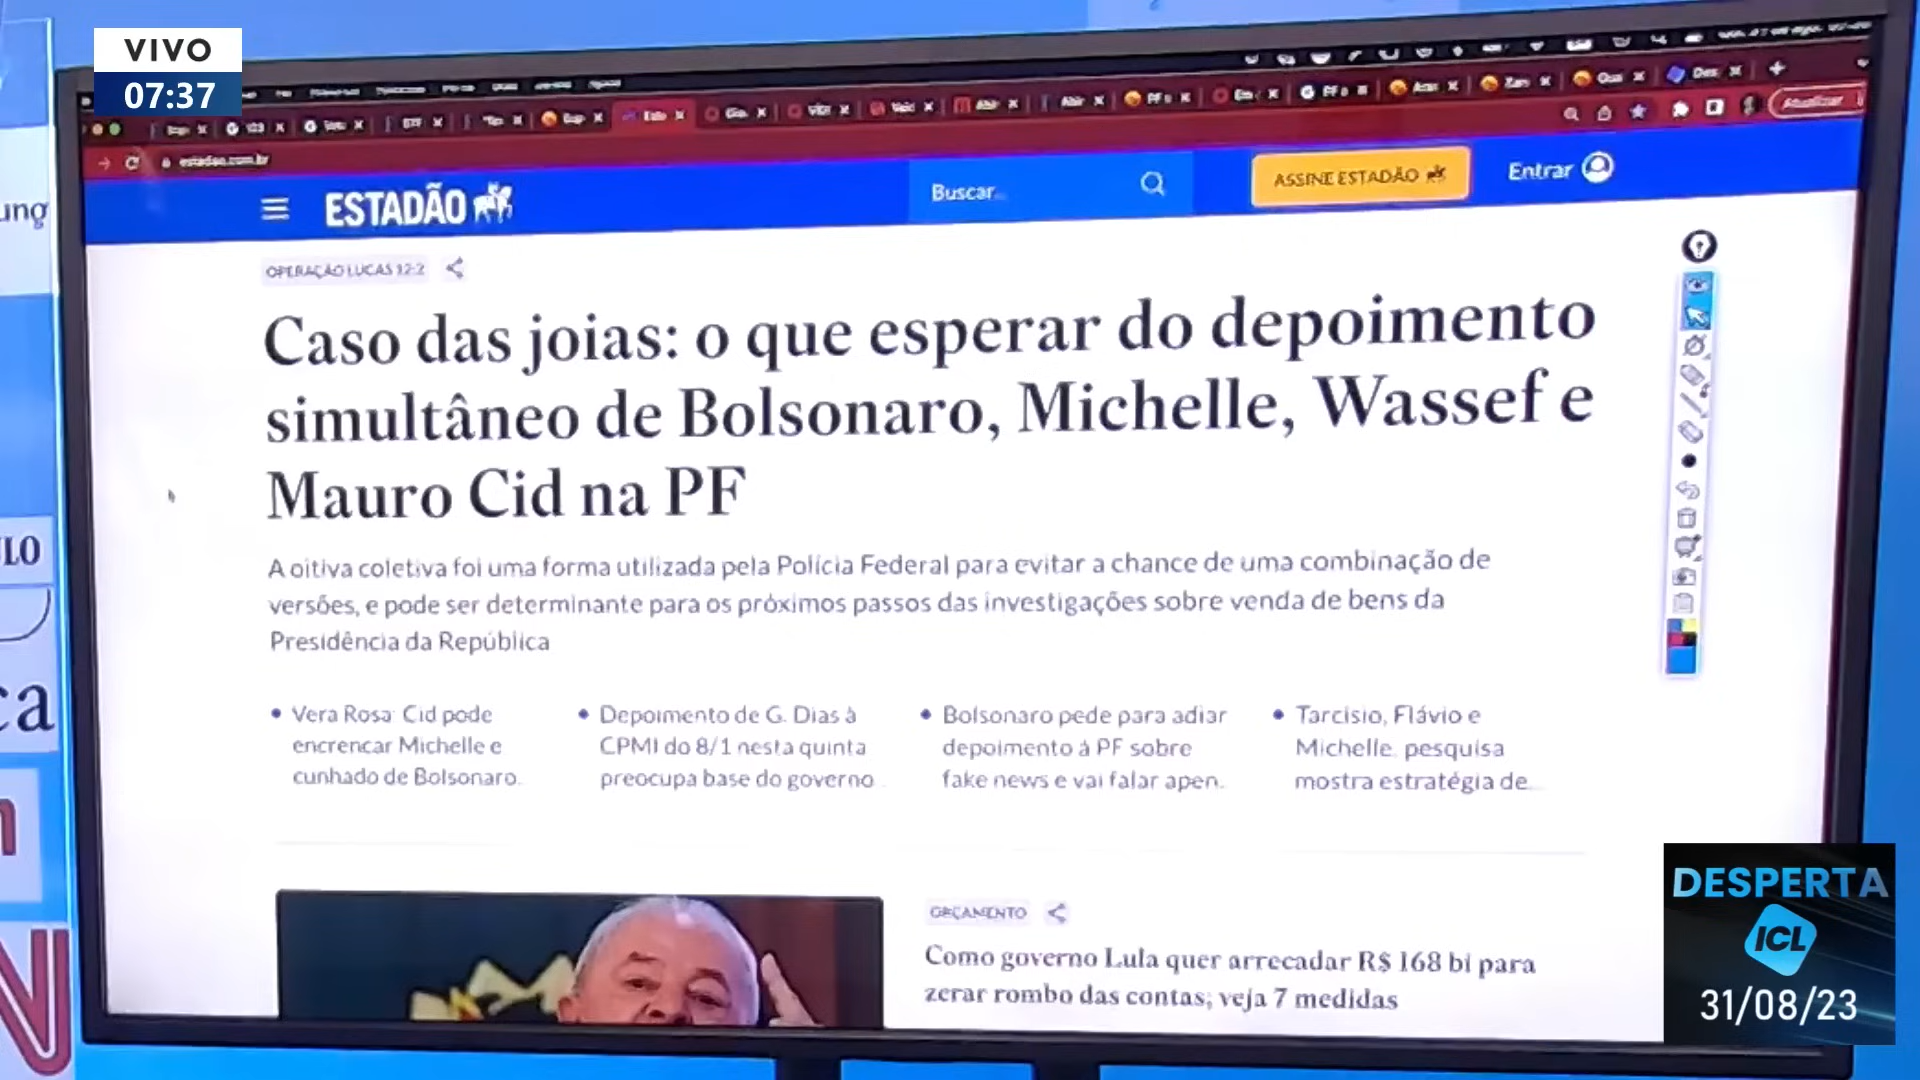 VIVO
07:37
estadao.com.br
ESTADÃO
Buscar
ASSINE ESTADÃO
Entrar
OPERAÇÃO LUCAS 12:2
Caso das joias: o que esperar do depoimento
simultâneo de Bolsonaro, Michelle, Wassef e
Mauro Cid na PF
A oitiva coletiva foi uma forma utilizada pela Polícia Federal para evitar a chance de uma combinação de
versões, e pode ser determinante para os próximos passos das investigações sobre venda de bens da
Presidência da República
Vera Rosa: Cid pode
encrencar Michelle e
cunhado de Bolsonaro.
Depoimento de G. Dias à
CPMI do 8/1 nesta quinta
preocupa base do governo
Bolsonaro pede para adiar
depoimento à PF sobre
fake news e vai falar apen.
Tarcísio, Flávio e
Michelle, pesquisa
mostra estratégia de...
ORÇAMENTO
Como governo Lula quer arrecadar R$ 168 bi para
zerar rombo das contas; veja 7 medidas
DESPERTA
ICL
31/08/23